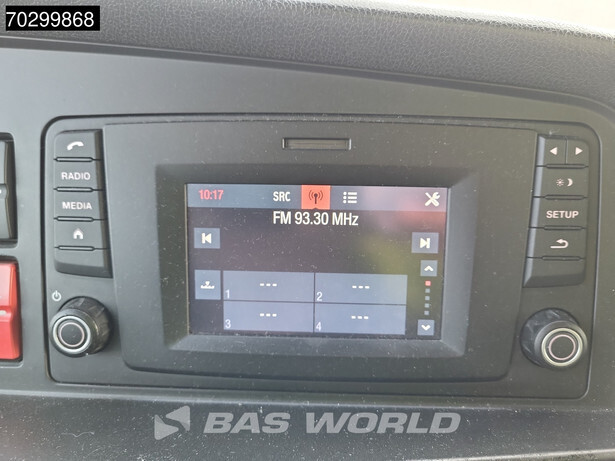 70299868
RADIO
MEDIA
SETUP
10:17 SRC
FM 93.30 MHz
1 --- 2 ---
3 --- 4 ---
BAS WORLD